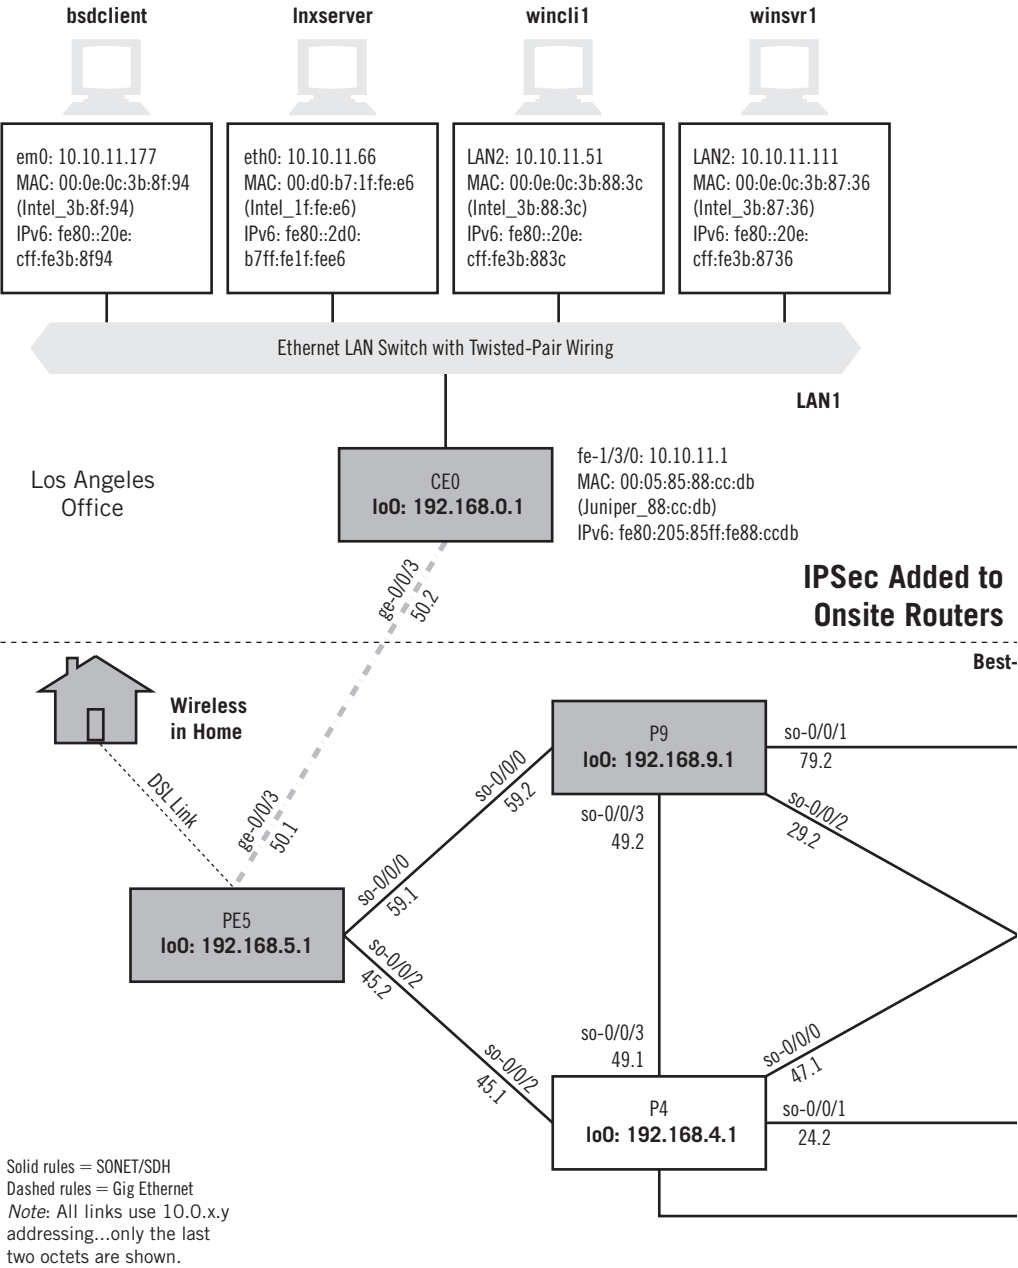 bsdclient
lnxserver
wincli1
winsvr1
em0: 10.10.11.177
MAC: 00:0e:0c:3b:8f:94
(Intel_3b:8f:94)
IPv6: fe80::20e:
cff:fe3b:8f94
eth0: 10.10.11.66
MAC: 00:d0:b7:1f:fe:e6
(Intel_1f:fe:e6)
IPv6: fe80::2d0:
b7ff:fe1f:fee6
LAN2: 10.10.11.51
MAC: 00:0e:0c:3b:88:3c
(Intel_3b:88:3c)
IPv6: fe80::20e:
cff:fe3b:883c
LAN2: 10.10.11.111
MAC: 00:0e:0c:3b:87:36
(Intel_3b:87:36)
IPv6: fe80::20e:
cff:fe3b:8736
Ethernet LAN Switch with Twisted-Pair Wiring
LAN1
Los Angeles
Office
CE0
lo0: 192.168.0.1
fe-1/3/0: 10.10.11.1
MAC: 00:05:85:88:cc:db
(Juniper_88:cc:db)
IPv6: fe80:205:85ff:fe88:ccdb
ge-0/0/3
50.2
IPSec Added to
Onsite Routers
Best-
Wireless
in Home
DSL Link
ge-0/0/3
50.1
so-0/0/0
59.2
P9
lo0: 192.168.9.1
so-0/0/1
79.2
so-0/0/3
49.2
so-0/0/2
29.2
so-0/0/0
59.1
PE5
lo0: 192.168.5.1
so-0/0/2
45.2
so-0/0/2
45.1
so-0/0/3
49.1
so-0/0/0
47.1
P4
lo0: 192.168.4.1
so-0/0/1
24.2
Solid rules = SONET/SDH
Dashed rules = Gig Ethernet
Note: All links use 10.0.x.y
addressing...only the last
two octets are shown.